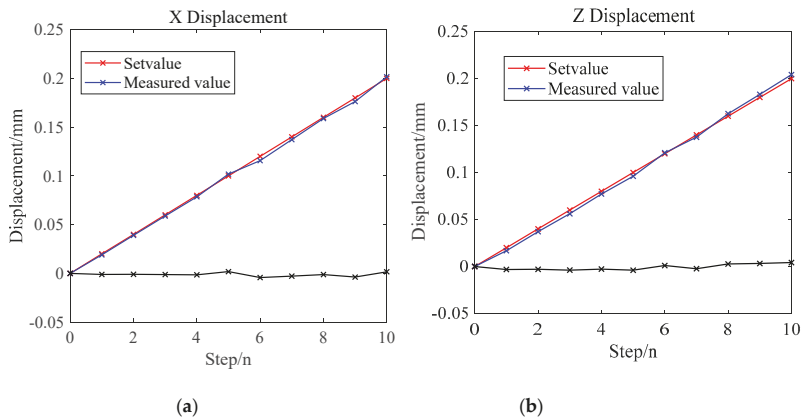 X Displacement
0.25
0.2
0.15
0.1
0.05
0
-0.05
Displacement/mm
Setvalue
Measured value
0 2 4 6 8 10
Step/n
(a)
Z Displacement
0.25
0.2
0.15
0.1
0.05
0
-0.05
Displacement/mm
Setvalue
Measured value
0 2 4 6 8 10
Step/n
(b)